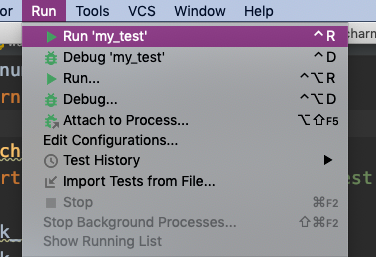 or Run Tools VCS Window Help
Run 'my_test' ^R
Debug 'my_test' ^D
Run... ^⌥R
Debug... ^⌥D
Attach to Process... ⌥⇧F5
Edit Configurations...
Test History
Import Tests from File...
Stop ⌘F2
Stop Background Processes... ⇧⌘F2
Show Running List